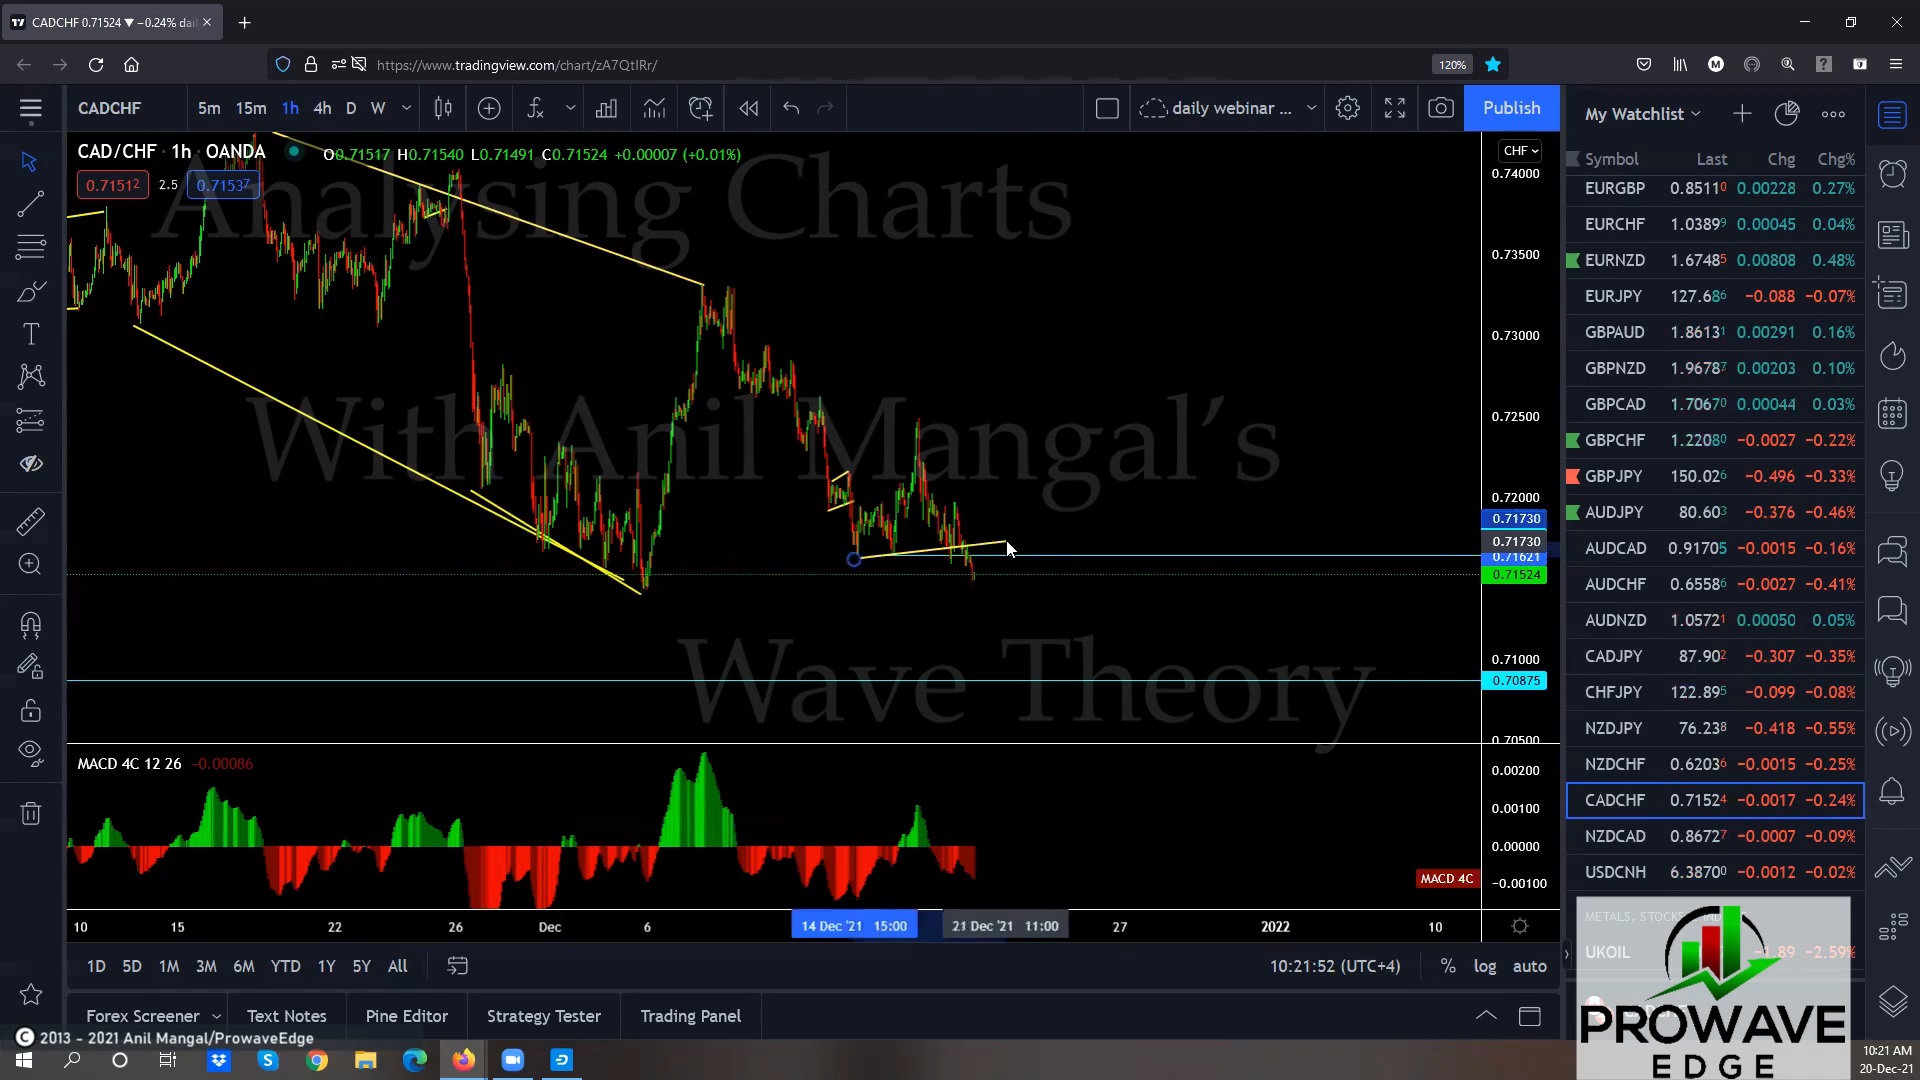 CADCHF 0.71524 ▼ −0.24% dail
https://www.tradingview.com/chart/zA7QtIRr/
120%
CADCHF
5m 15m 1h 4h D W
daily webinar ...
Publish
My Watchlist
CAD/CHF · 1h · OANDA
O0.71517 H0.71540 L0.71491 C0.71524 +0.00007 (+0.01%)
0.71512 2.5 0.71537
CHF
Analysing Charts
With Anil Mangal's
Wave Theory
0.74000
0.73500
0.73000
0.72500
0.72000
0.71730
0.71730
0.71621
0.71524
0.71000
0.70875
0.70500
MACD 4C 12 26 −0.00086
0.00200
0.00100
0.00000
MACD 4C
−0.00100
10 15 22 26 Dec 6 14 Dec '21 15:00 21 Dec '21 11:00 27 2022 10
1D 5D 1M 3M 6M YTD 1Y 5Y All
10:21:52 (UTC+4) % log auto
Forex Screener Text Notes Pine Editor Strategy Tester Trading Panel
© 2013 - 2021 Anil Mangal/ProwaveEdge
Symbol Last Chg Chg%
EURGBP 0.85110 0.00228 0.27%
EURCHF 1.03899 0.00045 0.04%
EURNZD 1.67485 0.00808 0.48%
EURJPY 127.686 −0.088 −0.07%
GBPAUD 1.86131 0.00291 0.16%
GBPNZD 1.96787 0.00203 0.10%
GBPCAD 1.70670 0.00044 0.03%
GBPCHF 1.22080 −0.0027 −0.22%
GBPJPY 150.026 −0.496 −0.33%
AUDJPY 80.603 −0.376 −0.46%
AUDCAD 0.91705 −0.0015 −0.16%
AUDCHF 0.65586 −0.0027 −0.41%
AUDNZD 1.05721 0.00050 0.05%
CADJPY 87.902 −0.307 −0.35%
CHFJPY 122.895 −0.099 −0.08%
NZDJPY 76.238 −0.418 −0.55%
NZDCHF 0.62036 −0.0015 −0.25%
CADCHF 0.71524 −0.0017 −0.24%
NZDCAD 0.86727 −0.0007 −0.09%
USDCNH 6.38700 −0.0012 −0.02%
METALS, STOCKS
UKOIL −1.89 −2.59%
PROWAVE
EDGE
10:21 AM
20-Dec-21